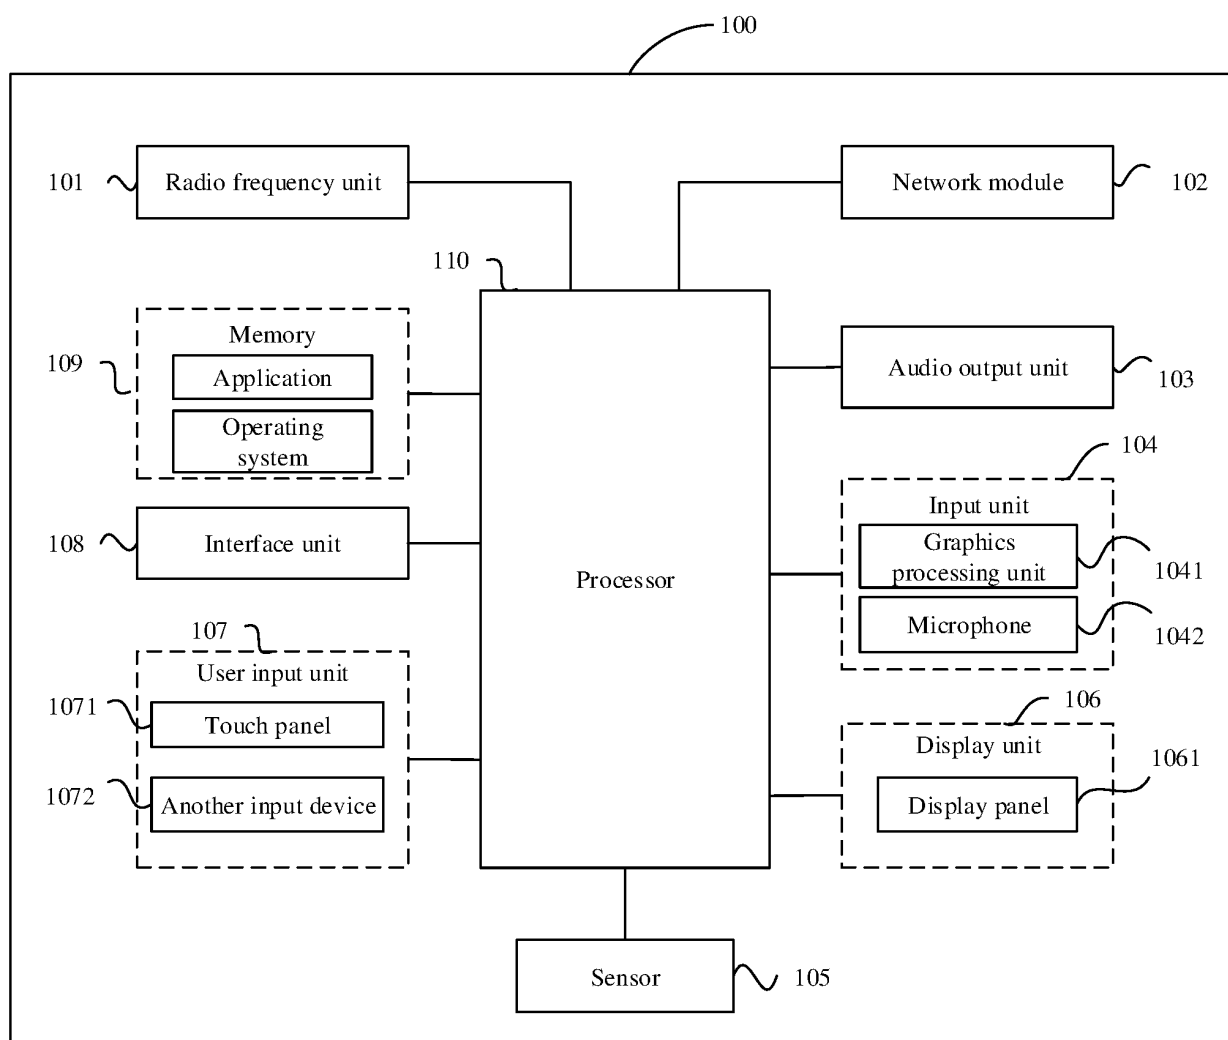 100
101
Radio frequency unit
Network module
102
110
Memory
109
Application
Operating
system
Audio output unit
103
104
Input unit
Graphics
processing unit
1041
Microphone
1042
108
Interface unit
Processor
107
User input unit
1071
Touch panel
1072
Another input device
106
Display unit
1061
Display panel
Sensor
105